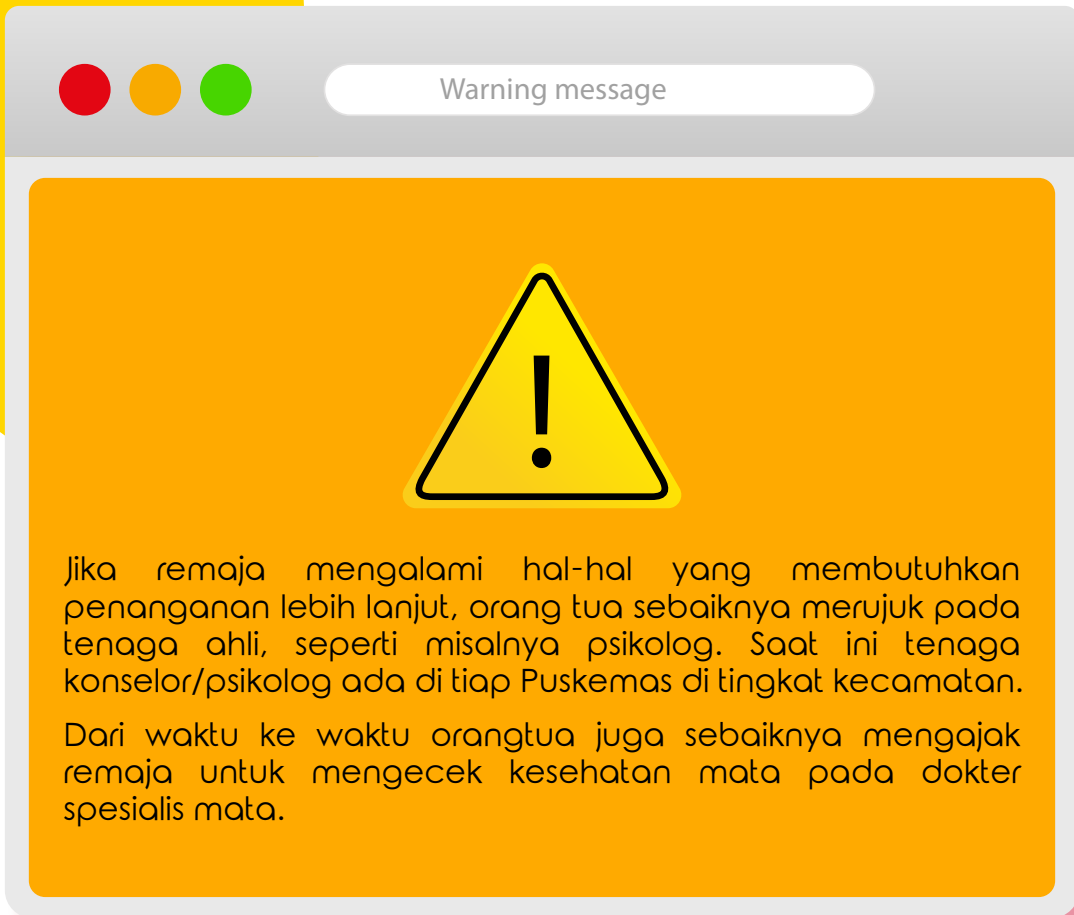 Warning message
!
Jika remaja mengalami hal-hal yang membutuhkan
penanganan lebih lanjut, orang tua sebaiknya merujuk pada
tenaga ahli, seperti misalnya psikolog. Saat ini tenaga
konselor/psikolog ada di tiap Puskemas di tingkat kecamatan.
Dari waktu ke waktu orangtua juga sebaiknya mengajak
remaja untuk mengecek kesehatan mata pada dokter
spesialis mata.